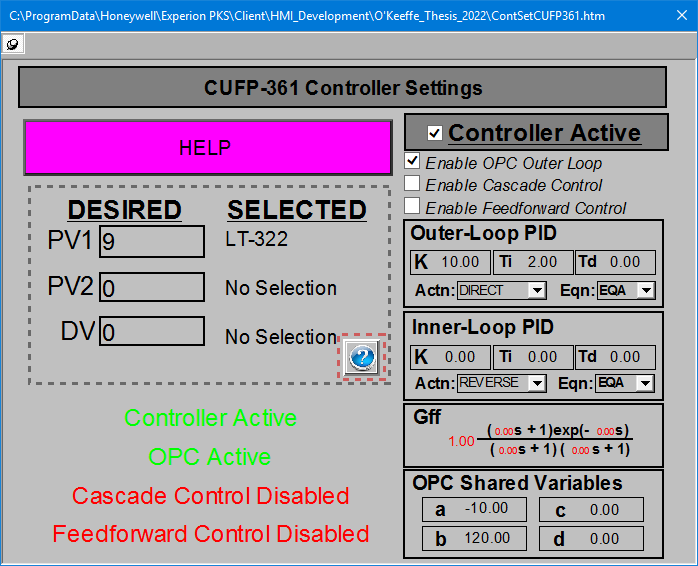 C:\ProgramData\Honeywell\Experion PKS\Client\HMI_Development\O'Keeffe_Thesis_2022\ContSetCUFP361.htm
CUFP-361 Controller Settings
HELP
DESIRED SELECTED
PV1 9 LT-322
PV2 0 No Selection
DV 0 No Selection
?
Controller Active
OPC Active
Cascade Control Disabled
Feedforward Control Disabled
Controller Active
Enable OPC Outer Loop
Enable Cascade Control
Enable Feedforward Control
Outer-Loop PID
K 10.00 Ti 2.00 Td 0.00
Actn: DIRECT Eqn: EQA
Inner-Loop PID
K 0.00 Ti 0.00 Td 0.00
Actn: REVERSE Eqn: EQA
Gff
1.00 ( 0.00s + 1)exp(- 0.00s)
( 0.00s + 1) ( 0.00s + 1)
OPC Shared Variables
a -10.00 c 0.00
b 120.00 d 0.00